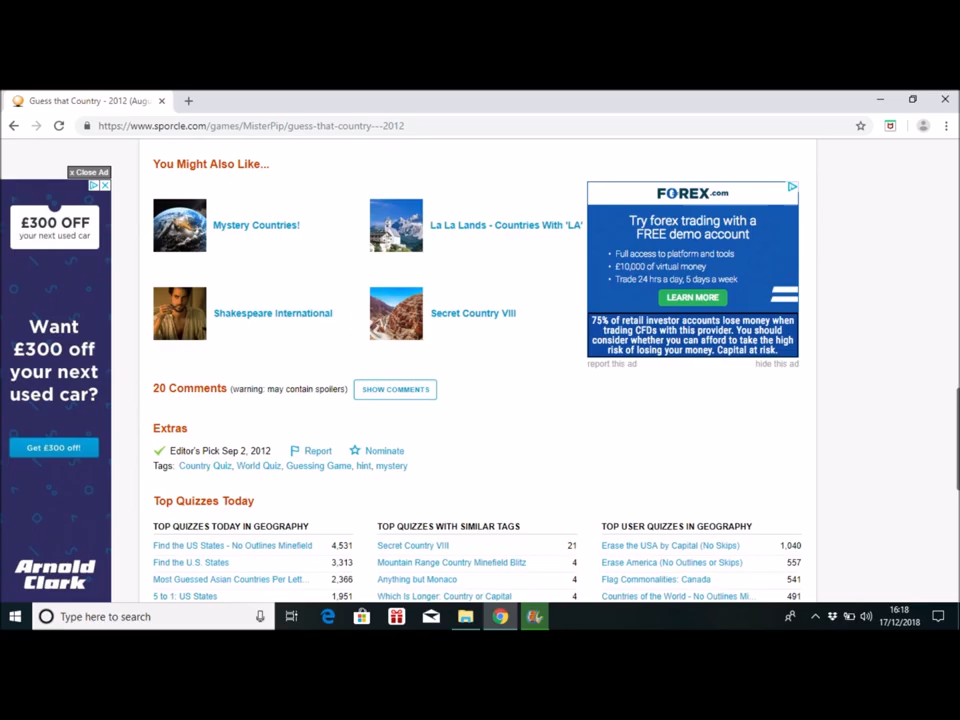 Guess that Country - 2012 (Augu
https://www.sporcle.com/games/MisterPip/guess-that-country---2012
x Close Ad
£300 OFF
your next used car
Want
£300 off
your next
used car?
Get £300 off!
Arnold
Clark
You Might Also Like...
Mystery Countries!
La La Lands - Countries With 'LA'
Shakespeare International
Secret Country VIII
FOREX.com
Try forex trading with a
FREE demo account
• Full access to platform and tools
• £10,000 of virtual money
• Trade 24 hrs a day, 5 days a week
LEARN MORE
75% of retail investor accounts lose money when
trading CFDs with this provider. You should
consider whether you can afford to take the high
risk of losing your money. Capital at risk.
report this ad
hide this ad
20 Comments (warning: may contain spoilers) SHOW COMMENTS
Extras
Editor's Pick Sep 2, 2012 Report Nominate
Tags: Country Quiz, World Quiz, Guessing Game, hint, mystery
Top Quizzes Today
TOP QUIZZES TODAY IN GEOGRAPHY
Find the US States - No Outlines Minefield 4,531
Find the U.S. States 3,313
Most Guessed Asian Countries Per Lett... 2,366
5 to 1: US States 1,951
TOP QUIZZES WITH SIMILAR TAGS
Secret Country VIII 21
Mountain Range Country Minefield Blitz 4
Anything but Monaco 4
Which Is Longer: Country or Capital 4
TOP USER QUIZZES IN GEOGRAPHY
Erase the USA by Capital (No Skips) 1,040
Erase America (No Outlines or Skips) 557
Flag Commonalities: Canada 541
Countries of the World - No Outlines Mi... 491
Type here to search
16:18
17/12/2018